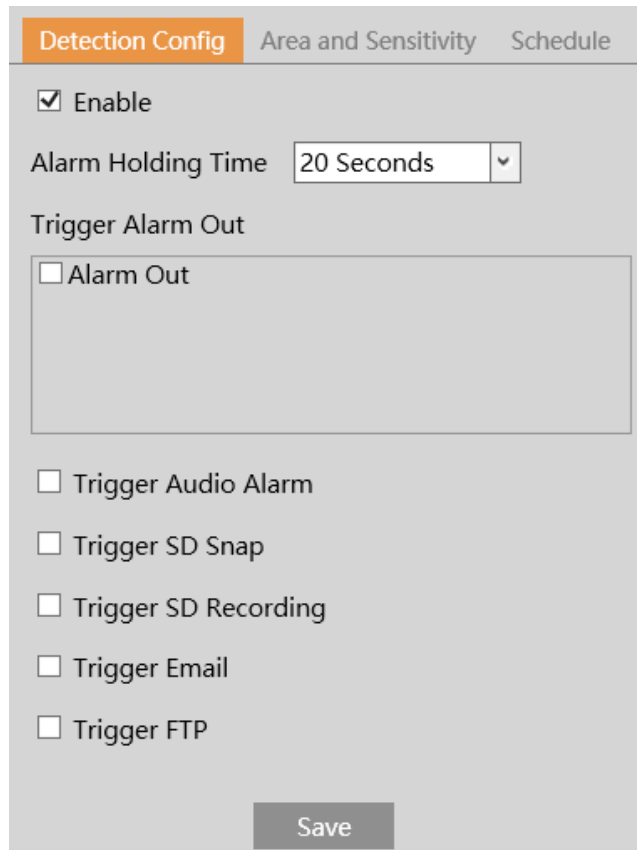 Detection Config Area and Sensitivity Schedule
Enable
Alarm Holding Time 20 Seconds
Trigger Alarm Out
Alarm Out
Trigger Audio Alarm
Trigger SD Snap
Trigger SD Recording
Trigger Email
Trigger FTP
Save